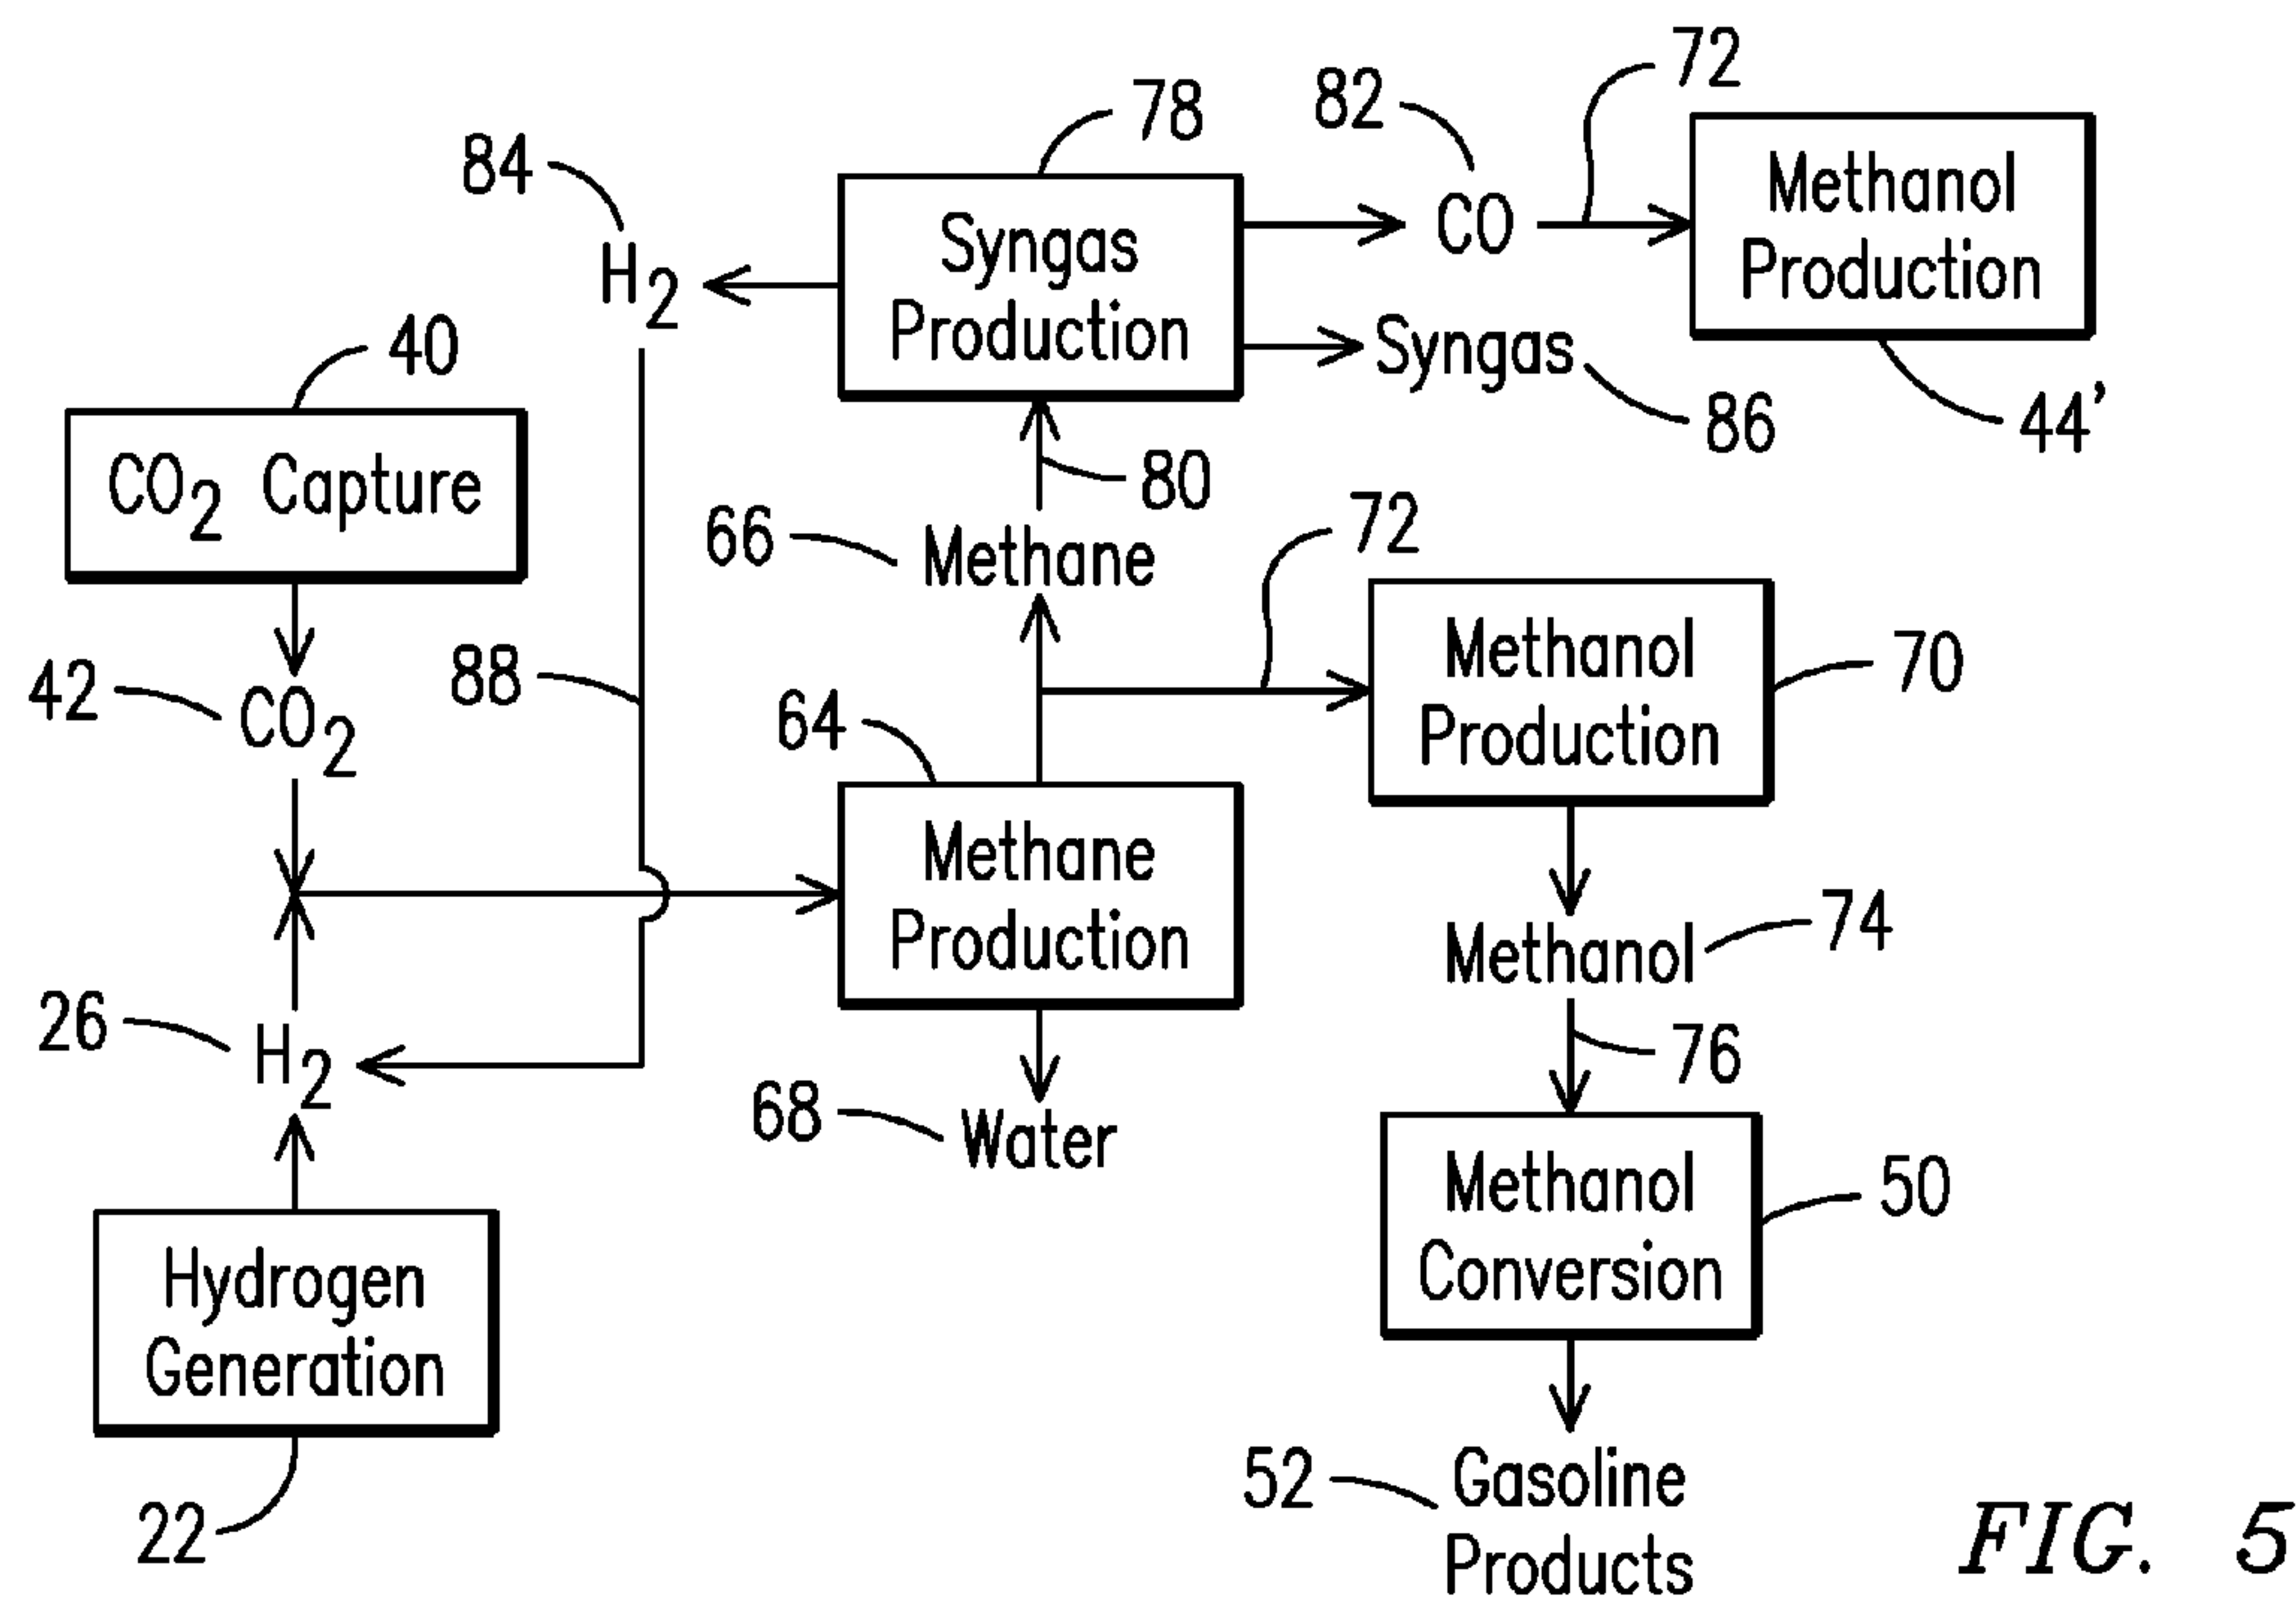 72
82
78
84
Methanol
Production
CO
Syngas
Production
H2
Syngas
40
86
44’
CO2 Capture
80
72
66
Methane
Methanol
Production
70
42
CO2
88
64
Methane
Production
74
Methanol
26
H2
76
68
Water
Methanol
Conversion
50
Hydrogen
Generation
52
Gasoline
Products
22
FIG. 5